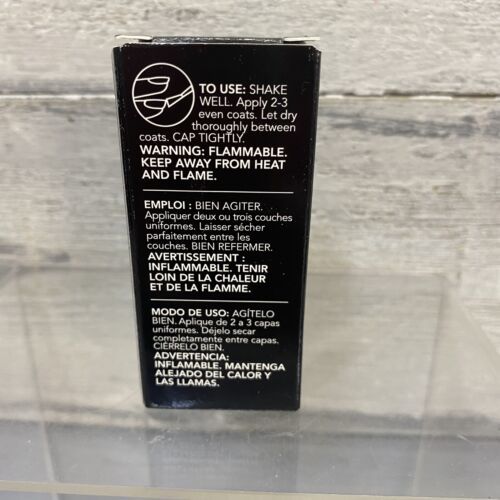 TO USE: SHAKE
WELL. Apply 2-3
even coats. Let dry
thoroughly between
coats. CAP TIGHTLY.
WARNING: FLAMMABLE.
KEEP AWAY FROM HEAT
AND FLAME.
EMPLOI : BIEN AGITER.
Appliquer deux ou trois couches
uniformes. Laisser sécher
parfaitement entre les
couches. BIEN REFERMER.
AVERTISSEMENT :
INFLAMMABLE. TENIR
LOIN DE LA CHALEUR
ET DE LA FLAMME.
MODO DE USO: AGÍTELO
BIEN. Aplique de 2 a 3 capas
uniformes. Déjelo secar
completamente entre capas.
CIÉRRELO BIEN.
ADVERTENCIA:
INFLAMABLE. MANTENGA
ALEJADO DEL CALOR Y
LAS LLAMAS.